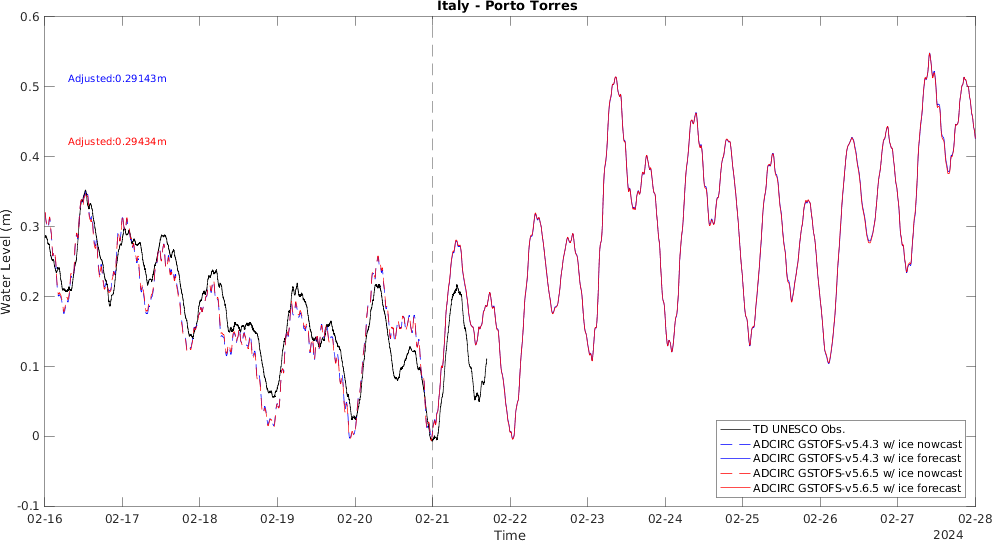 Italy - Porto Torres
0.6
0.5
0.4
0.3
0.2
0.1
0
-0.1
Water Level (m)
Adjusted:0.29143m
Adjusted:0.29434m
TD UNESCO Obs.
ADCIRC GSTOFS-v5.4.3 w/ ice nowcast
ADCIRC GSTOFS-v5.4.3 w/ ice forecast
ADCIRC GSTOFS-v5.6.5 w/ ice nowcast
ADCIRC GSTOFS-v5.6.5 w/ ice forecast
02-16 02-17 02-18 02-19 02-20 02-21 02-22 02-23 02-24 02-25 02-26 02-27 02-28
Time
2024